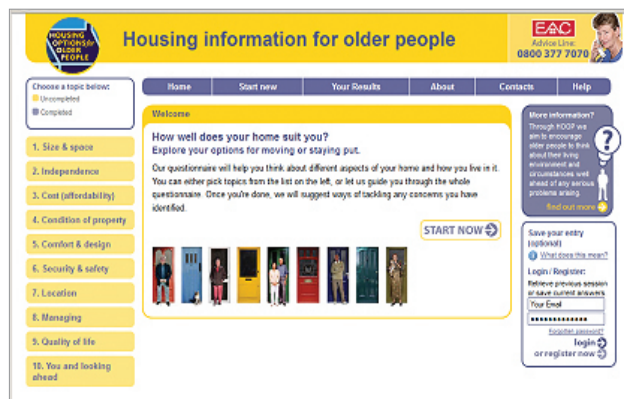 HOUSING
OPTIONS for
OLDER
PEOPLE
Housing information for older people
EAC
Advice Line:
0800 377 7070
Choose a topic below:
Uncompleted
Completed
Home Start new Your Results About Contacts Help
1. Size & space
2. Independence
3. Cost (affordability)
4. Condition of property
5. Comfort & design
6. Security & safety
7. Location
8. Managing
9. Quality of life
10. You and looking
ahead
Welcome
How well does your home suit you?
Explore your options for moving or staying put.
Our questionnaire will help you think about different aspects of your home and how you live in it.
You can either pick topics from the list on the left, or let us guide you through the whole
questionnaire. Once you're done, we will suggest ways of tackling any concerns you have
identified.
START NOW
More
information?
Through HOOP we
aim to encourage
older people to think
about their living
environment and
circumstances well
ahead of any serious
problems arising.
find out more
Save your entry
(optional)
What does this mean?
Login / Register:
Retrieve previous session
or save current answers
Your Email
Forgotten password?
login
or register now